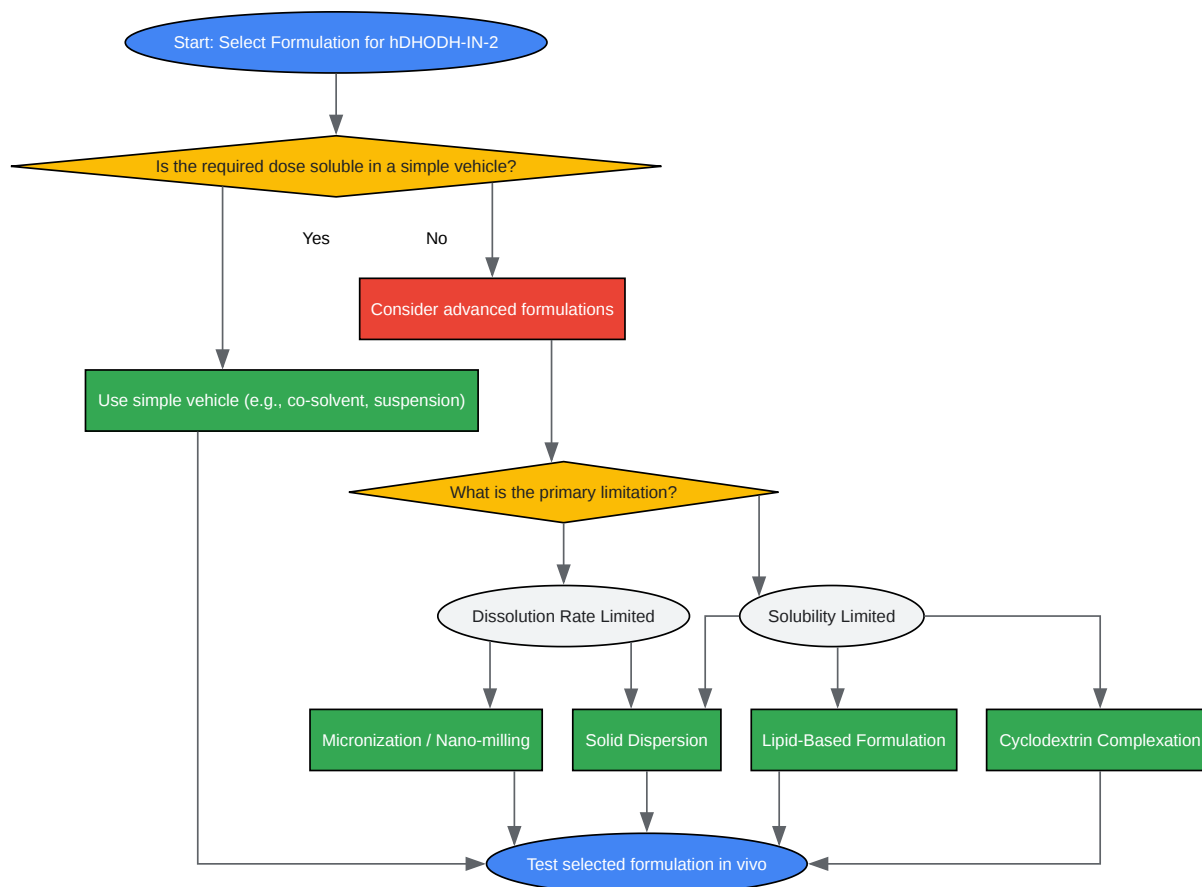 Start: Select Formulation for hDHODH-IN-2
Is the required dose soluble in a simple vehicle?
Yes
No
Consider advanced formulations
Use simple vehicle (e.g., co-solvent, suspension)
What is the primary limitation?
Dissolution Rate Limited
Solubility Limited
Micronization / Nano-milling
Solid Dispersion
Lipid-Based Formulation
Cyclodextrin Complexation
Test selected formulation in vivo